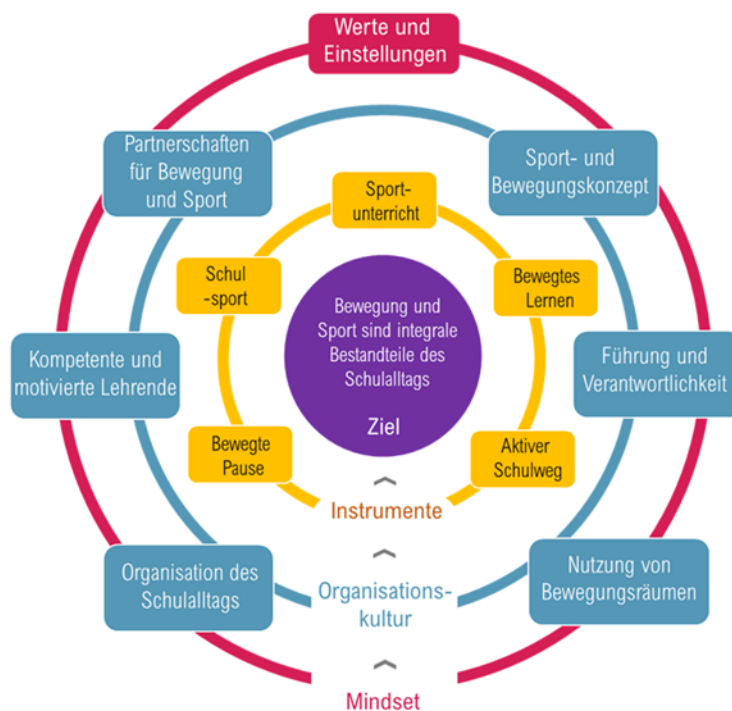 Werte und
Einstellungen
Partnerschaften
für Bewegung
und Sport
Sport- und
Bewegungskonzept
Sport-
unterricht
Schul
-sport
Bewegtes
Lernen
Bewegung und
Sport sind integrale
Bestandteile des
Schulalltags
Ziel
Kompetente und
motivierte Lehrende
Führung und
Verantwortlichkeit
Bewegte
Pause
Aktiver
Schulweg
Instrumente
Organisation des
Schulalltags
Nutzung von
Bewegungsräumen
Organisations-
kultur
Mindset